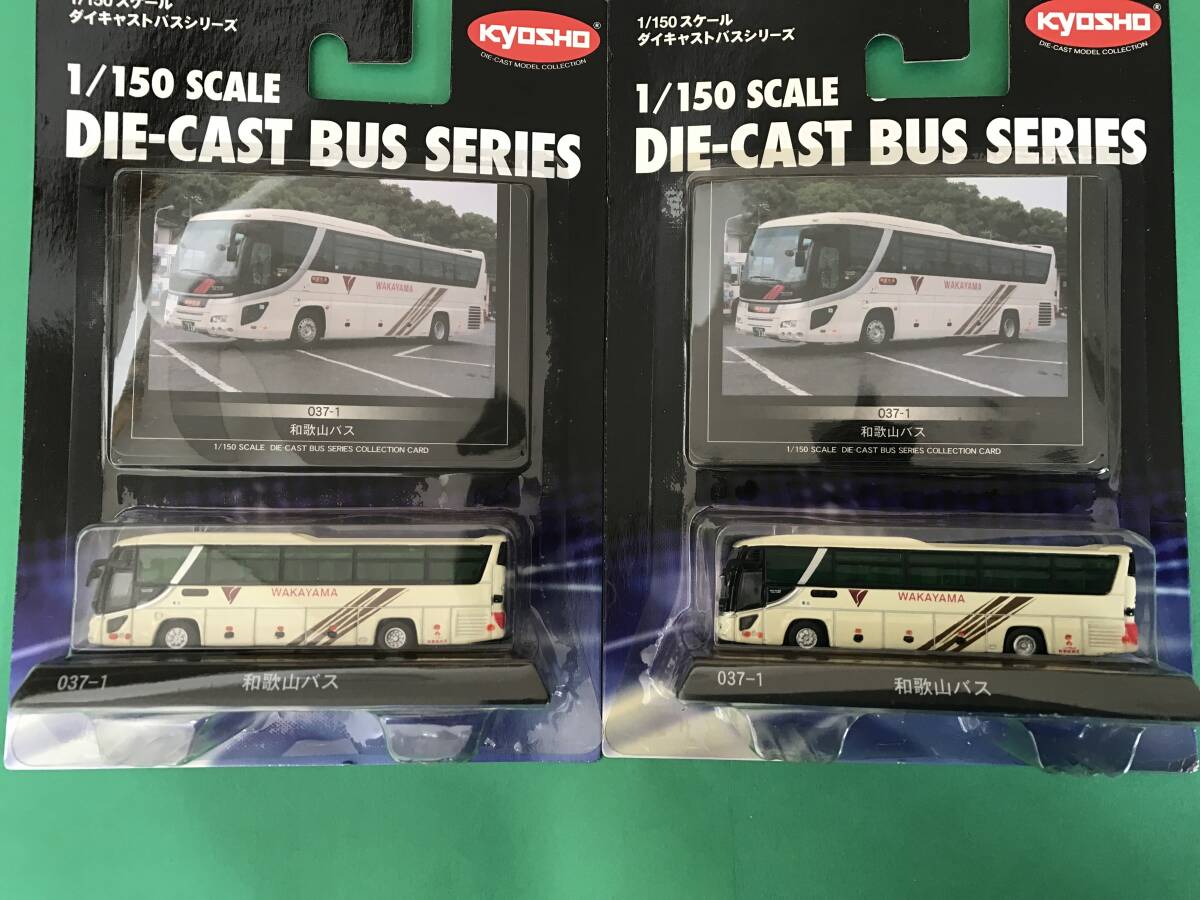 1/150スケール
ダイキャストバスシリーズ
KYOSHO
DIE-CAST MODEL COLLECTION
1/150 SCALE
DIE-CAST BUS SERIES
WAKAYAMA
037-1
和歌山バス
1/150 SCALE DIE-CAST BUS SERIES COLLECTION CARD
WAKAYAMA
037-1
和歌山バス
1/150スケール
ダイキャストバスシリーズ
KYOSHO®
DIE-CAST MODEL COLLECTION
1/150 SCALE
DIE-CAST BUS SERIES
WAKAYAMA
037-1
和歌山バス
1/150 SCALE DIE-CAST BUS SERIES COLLECTION CARD
WAKAYAMA
037-1
和歌山バス